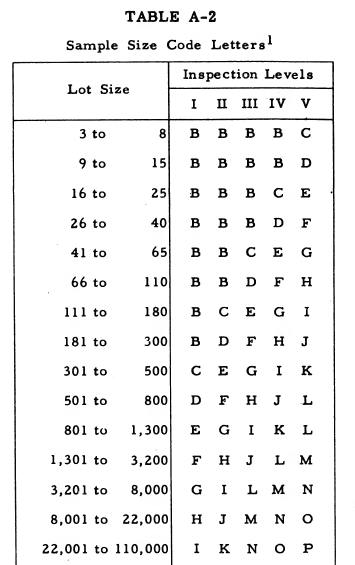 TABLE A-2
Sample Size Code Letters1
Lot Size
Inspection Levels
I II III IV V
3 to 8 B B B B C
9 to 15 B B B B D
16 to 25 B B B C E
26 to 40 B B B D F
41 to 65 B B C E G
66 to 110 B B D F H
111 to 180 B C E G I
181 to 300 B D F H J
301 to 500 C E G I K
501 to 800 D F H J L
801 to 1,300 E G I K L
1,301 to 3,200 F H J L M
3,201 to 8,000 G I L M N
8,001 to 22,000 H J M N O
22,001 to 110,000 I K N O P